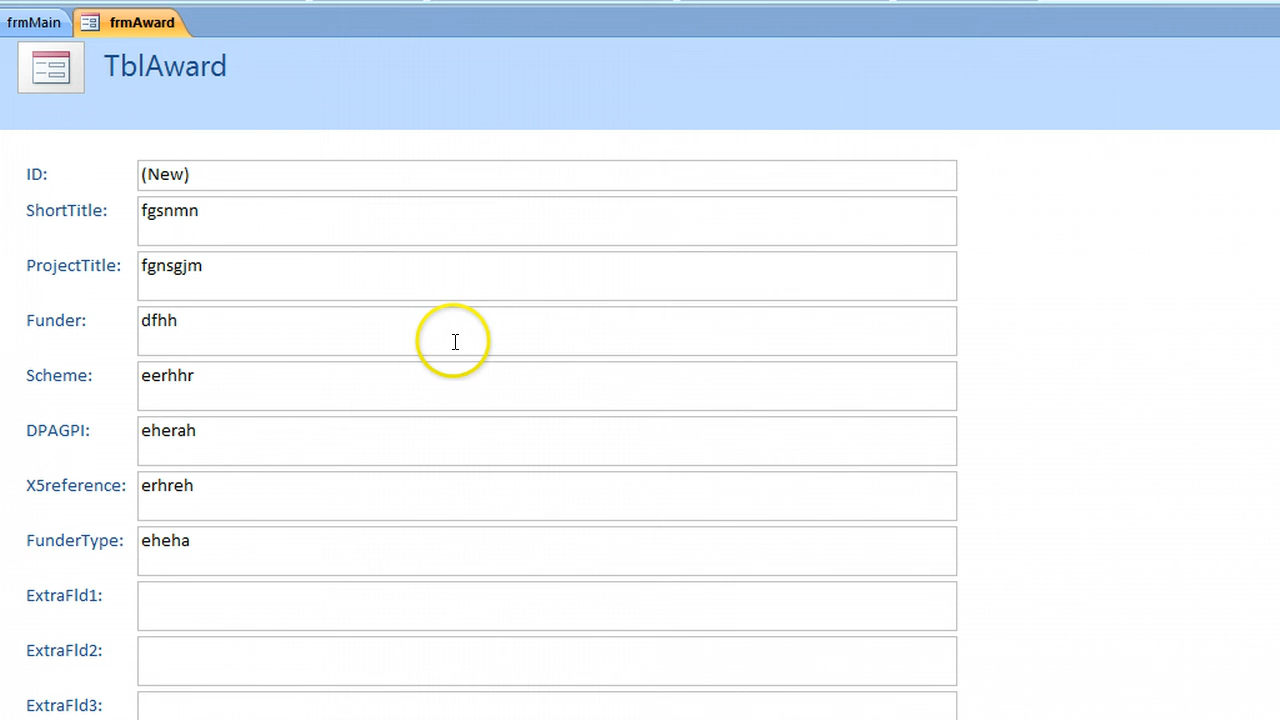 frmMain frmAward
TblAward
ID: (New)
ShortTitle: fgsnmn
ProjectTitle: fgnsgjm
Funder: dfhh
Scheme: eerhhr
DPAGPI: eherah
X5reference: erhreh
FunderType: eheha
ExtraFld1:
ExtraFld2:
ExtraFld3: